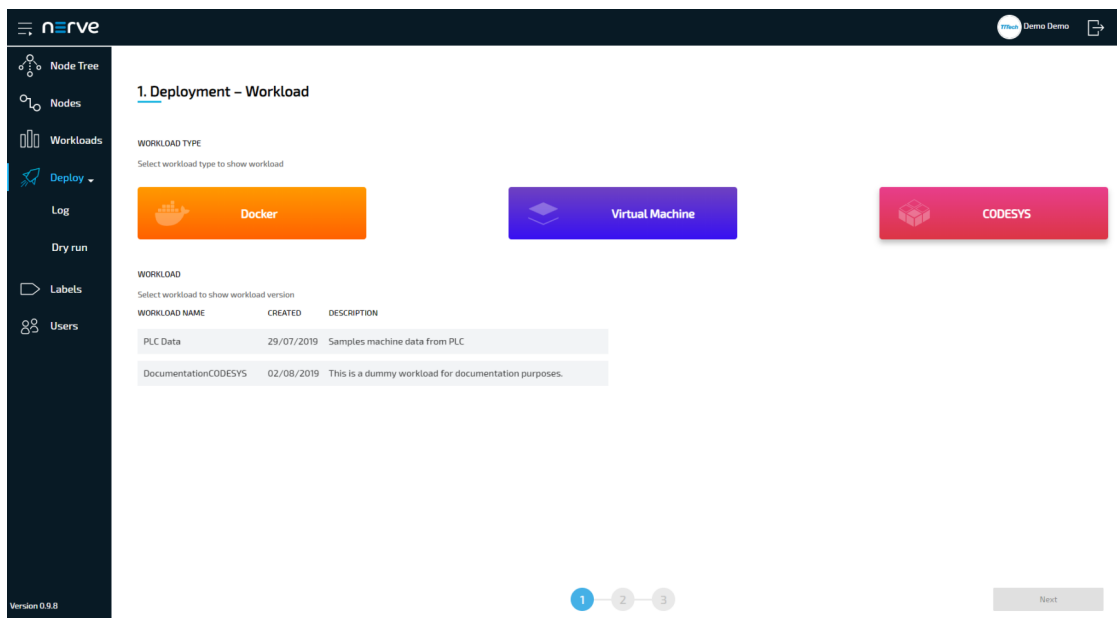 nerve
TTTech Demo Demo
Node Tree
Nodes
Workloads
Deploy
Log
Dry run
Labels
Users
Version 0.9.8
1. Deployment – Workload
WORKLOAD TYPE
Select workload type to show workload
Docker Virtual Machine CODESYS
WORKLOAD
Select workload to show workload version
WORKLOAD NAME CREATED DESCRIPTION
PLC Data 29/07/2019 Samples machine data from PLC
DocumentationCODESYS 02/08/2019 This is a dummy workload for documentation purposes.
1 2 3
Next